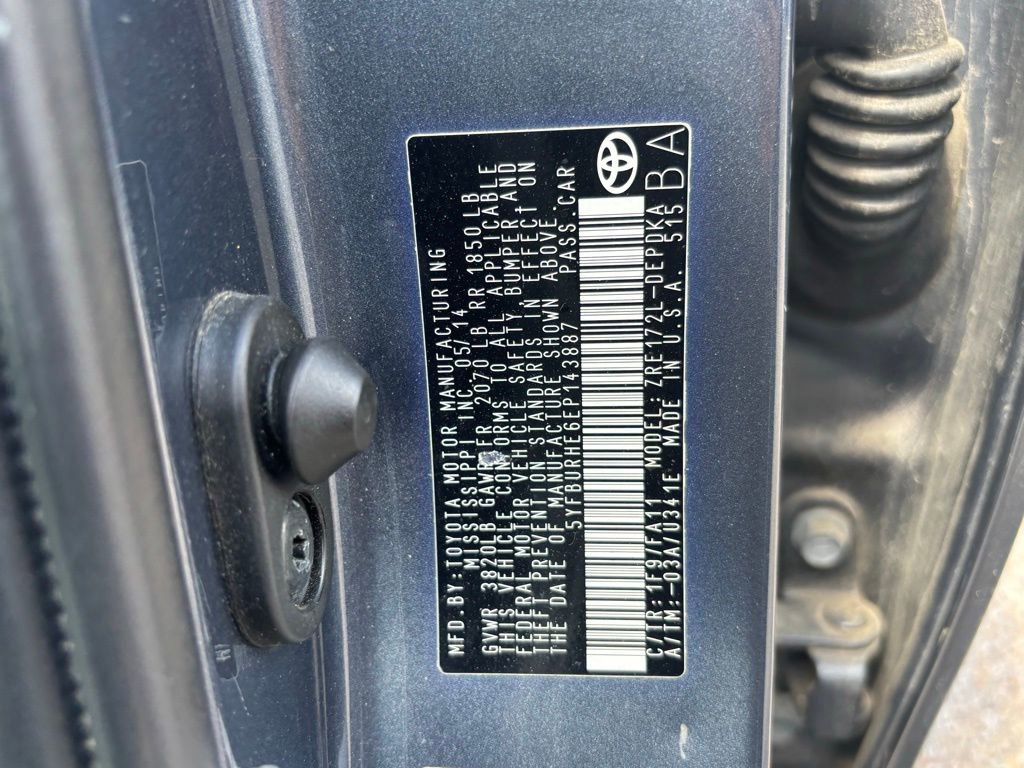 MFD.BY:TOYOTA MOTOR MANUFACTURING
MISSISSIPPI INC. 05/14
GVWR 3820LB GAWR FR 2070 LB RR 1850LB
THIS VEHICLE CONFORMS TO ALL APPLICABLE
FEDERAL MOTOR VEHICLE SAFETY BUMPER, AND
THEFT PREVENTION STANDARDS IN EFFECT ON
THE DATE OF MANUFACTURE SHOWN ABOVE.
5YFBURHE6EP143887 PASS.CAR
C/TR:1F9/FA11 MODEL:ZRE172L-DEPDKA
A/TM:-03A/U341E MADE IN U.S.A. 515
BA